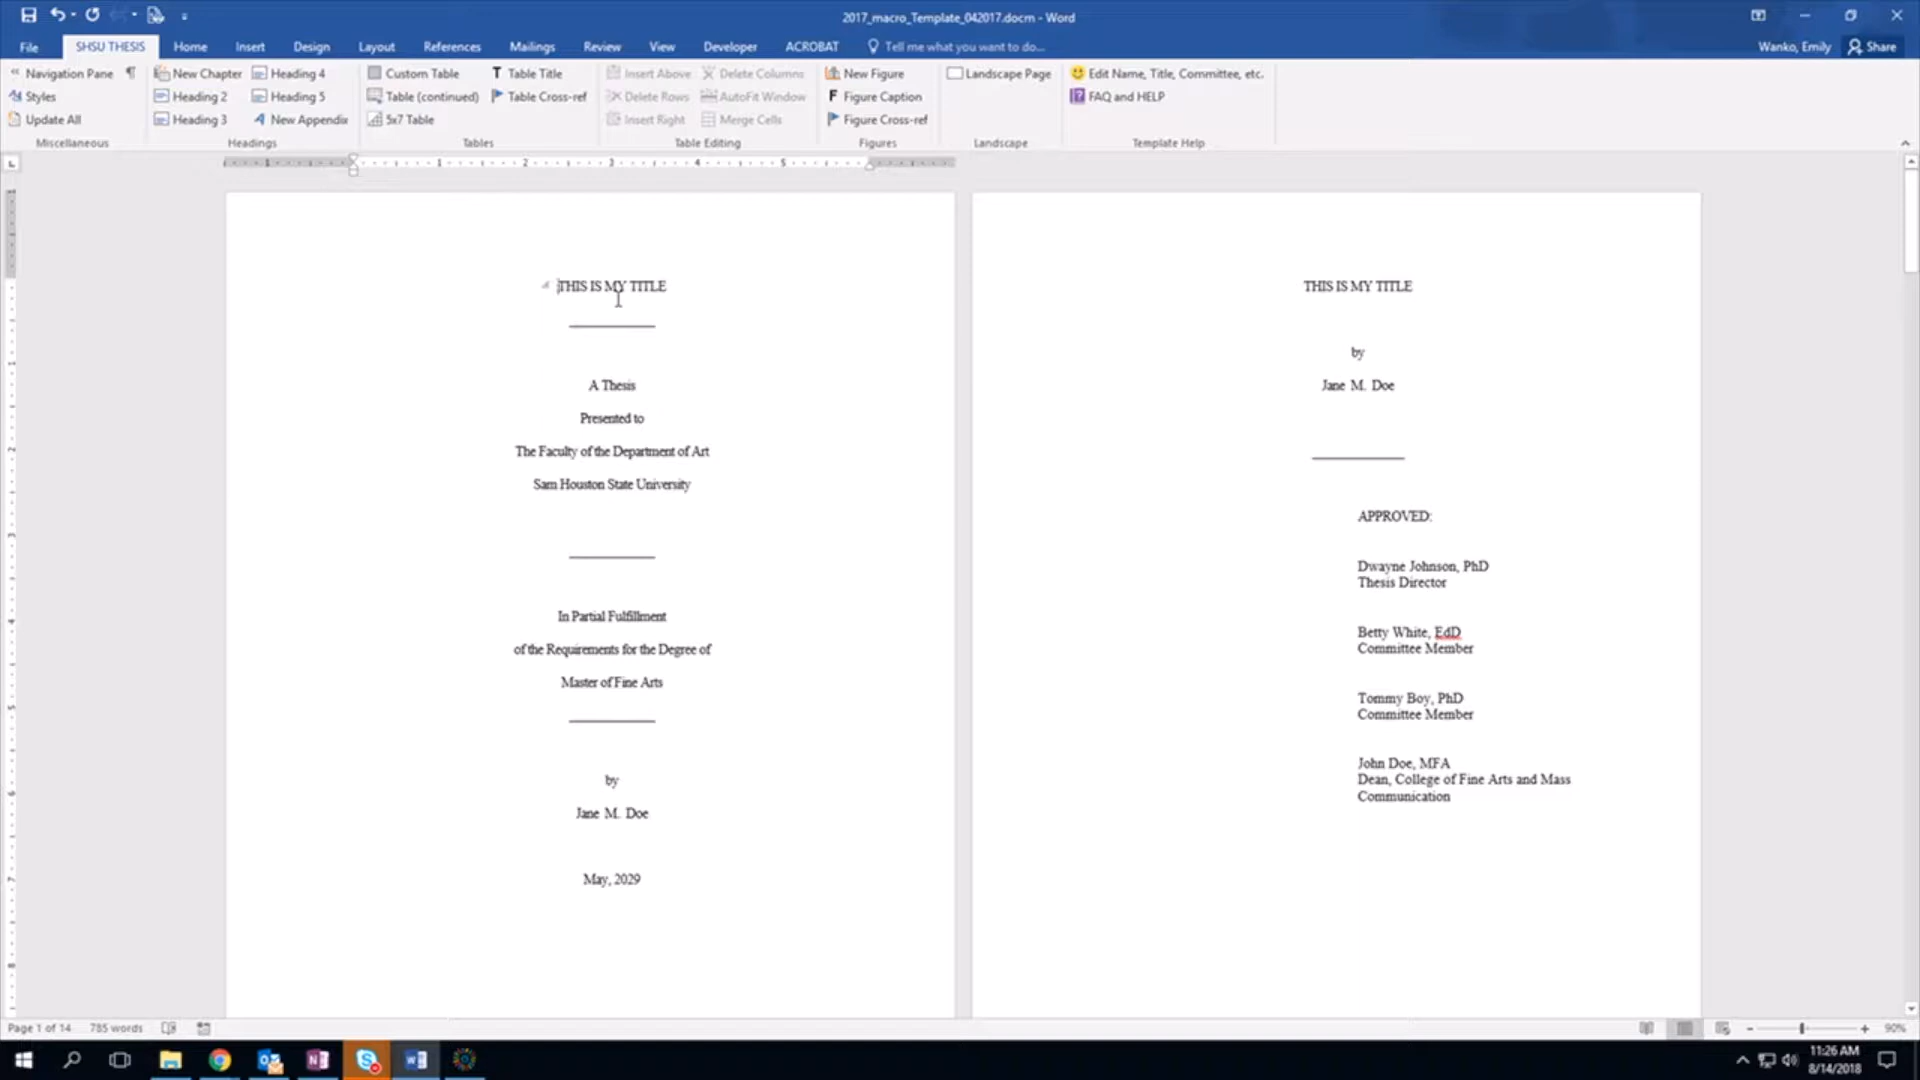 2017_macro_Template_042017.docm - Word
File SHSU THESIS Home Insert Design Layout References Mailings Review View Developer ACROBAT Tell me what you want to do... Wanko, Emily Share
Navigation Pane ¶ New Chapter Heading 4 Custom Table T Table Title Insert Above Delete Columns New Figure Landscape Page Edit Name, Title, Committee, etc.
Styles Heading 2 Heading 5 Table (continued) Table Cross-ref Delete Rows AutoFit Window F Figure Caption FAQ and HELP
Update All Heading 3 New Appendix 5x7 Table Insert Right Merge Cells Figure Cross-ref
Miscellaneous Headings Tables Table Editing Figures Landscape Template Help
1 1 2 3 4 5
THIS IS MY TITLE
A Thesis
Presented to
The Faculty of the Department of Art
Sam Houston State University
In Partial Fulfillment
of the Requirements for the Degree of
Master of Fine Arts
by
Jane M. Doe
May, 2029
THIS IS MY TITLE
by
Jane M. Doe
APPROVED:
Dwayne Johnson, PhD
Thesis Director
Betty White, EdD
Committee Member
Tommy Boy, PhD
Committee Member
John Doe, MFA
Dean, College of Fine Arts and Mass
Communication
Page 1 of 14 785 words 90%
11:26 AM
8/14/2018